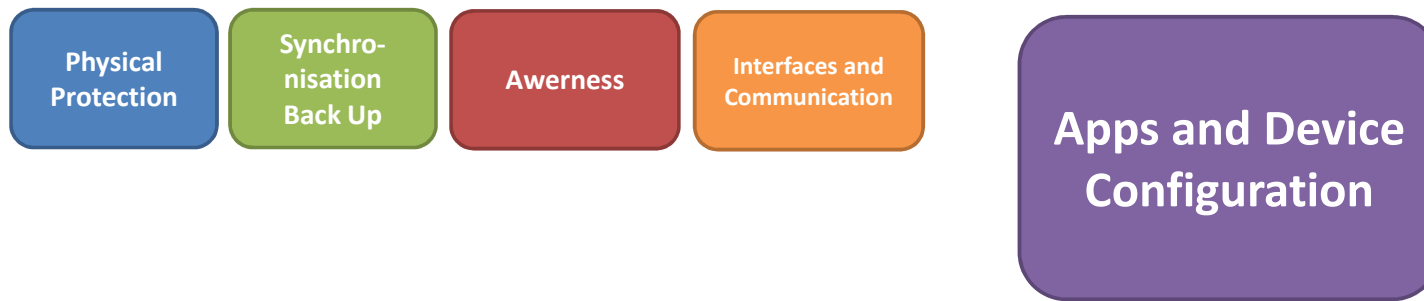 Physical
Protection
Synchro-
nisation
Back Up
Awerness
Interfaces and
Communication
Apps and Device
Configuration